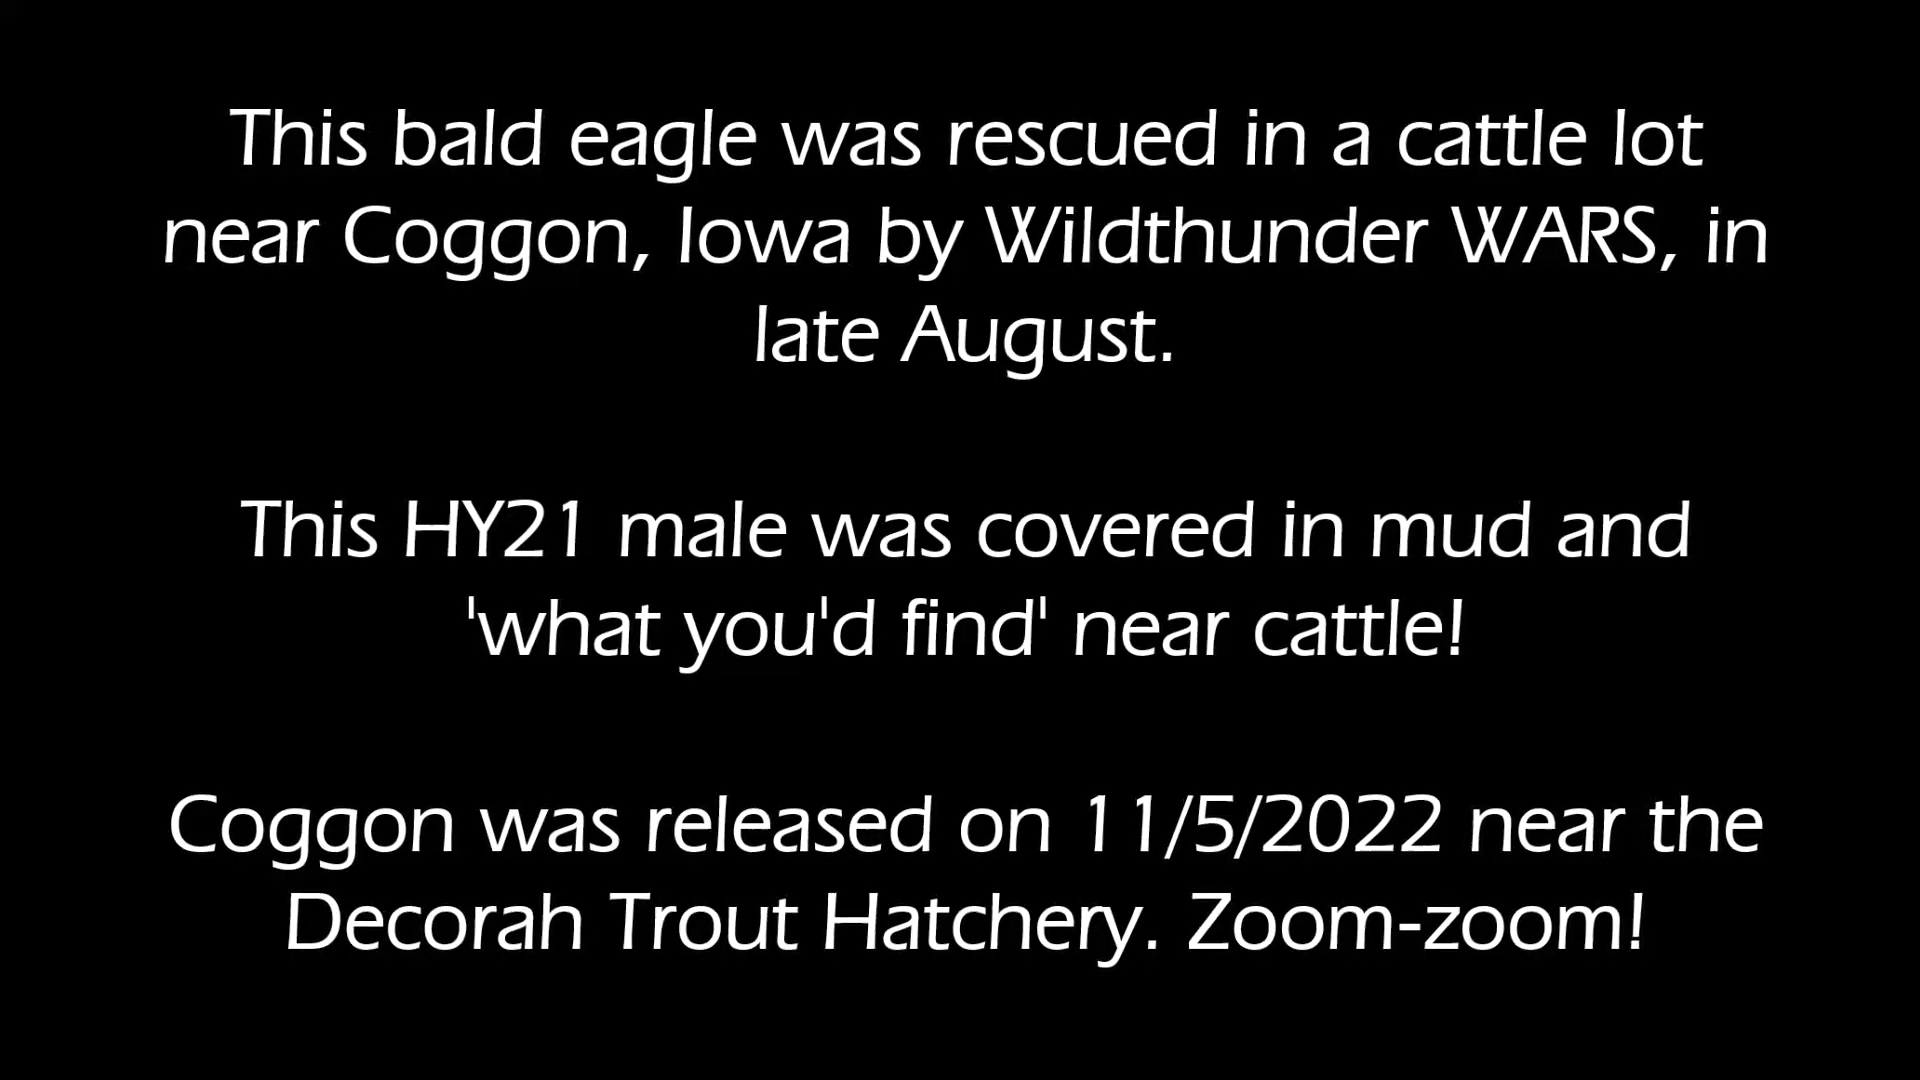 This bald eagle was rescued in a cattle lot
near Coggon, Iowa by Wildthunder WARS, in
late August.
This HY21 male was covered in mud and
'what you'd find' near cattle!
Coggon was released on 11/5/2022 near the
Decorah Trout Hatchery. Zoom-zoom!